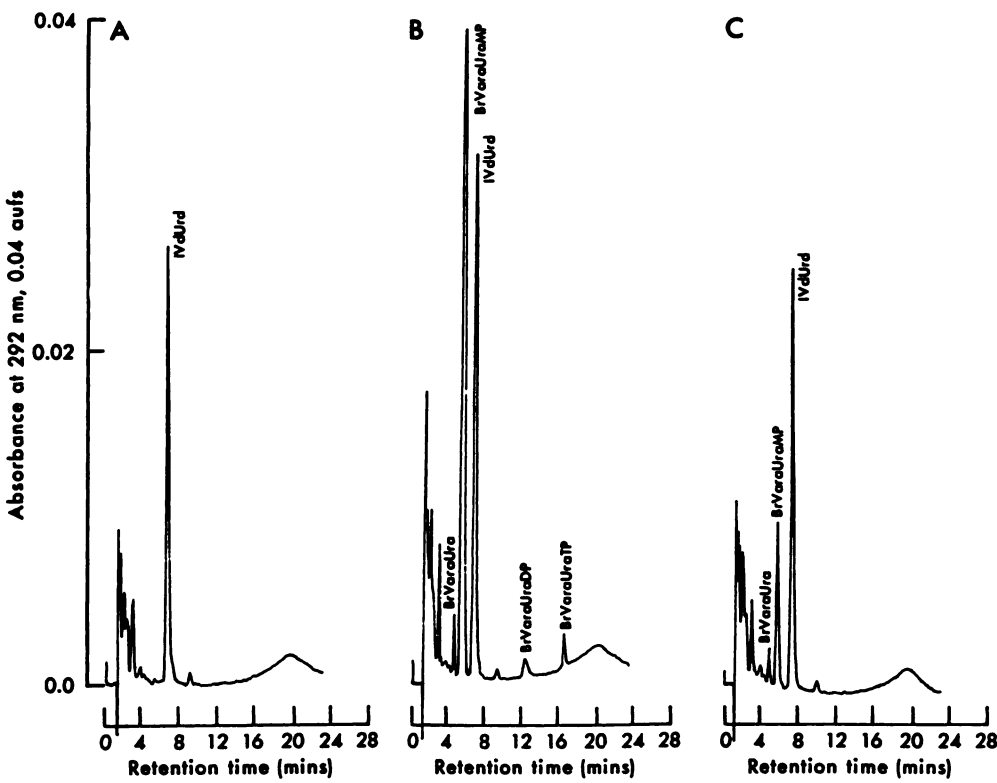 Absorbance at 292 nm, 0.04 aufs
0.04
0.02
0.0
A
IVdUrd
0 4 8 12 16 20 24 28
Retention time (mins)
B
BrVaraUra
BrVaraUraMP
IVdUrd
BrVaraUraDP
BrVaraUraTP
0 4 8 12 16 20 24 28
Retention time (mins)
C
BrVaraUra
BrVaraUraMP
IVdUrd
0 4 8 12 16 20 24 28
Retention time (mins)